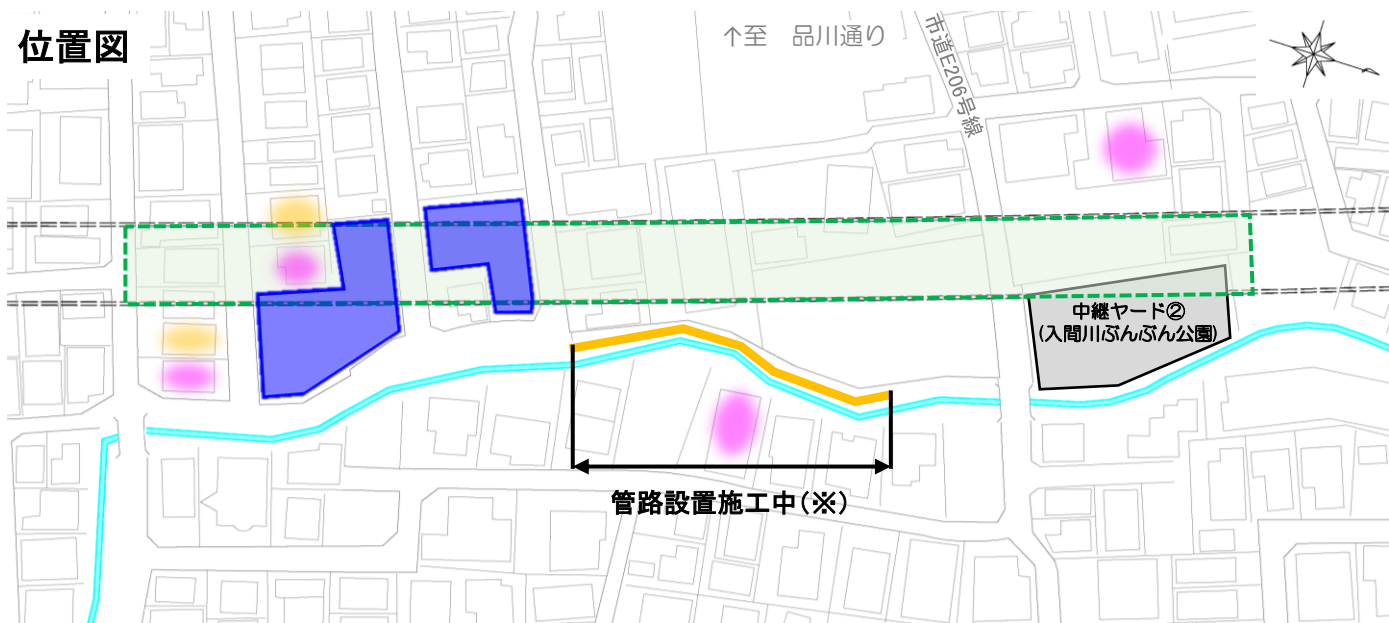 位置図
↑至　品川通り
市道E206号線
中継ヤード②
(入間川ぶんぶん公園)
管路設置施工中(※)